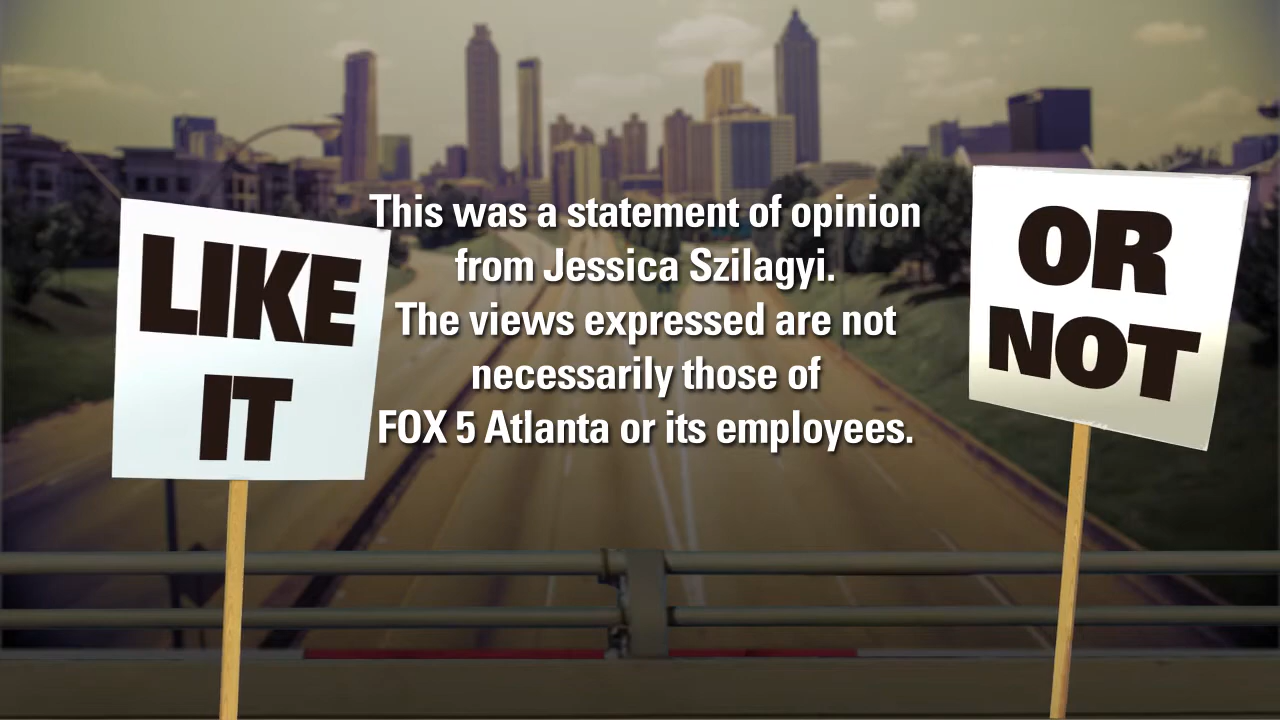 LIKE
IT
This was a statement of opinion
from Jessica Szilagyi.
The views expressed are not
necessarily those of
FOX 5 Atlanta or its employees.
OR
NOT